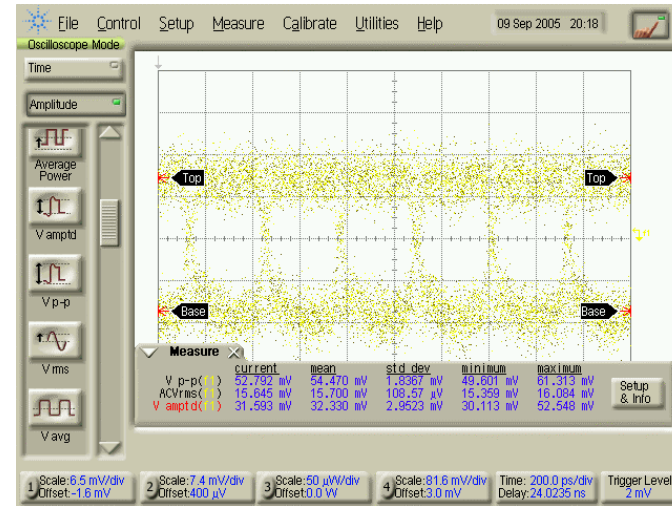 File Control Setup Measure Calibrate Utilities Help 09 Sep 2005 20:18
Oscilloscope Mode
Time
Amplitude
Average
Power
V amptd
V p-p
V rms
V avg
Top Top
Base Base
Measure
current mean std dev minimum maximum
V p-p(f1) 52.792 mV 54.470 mV 1.8367 mV 49.601 mV 61.313 mV
ACVrms(f1) 15.645 mV 15.700 mV 108.57 µV 15.359 mV 16.084 mV
V amptd(f1) 31.593 mV 32.330 mV 2.9523 mV 30.113 mV 52.548 mV
Setup
& Info
1 Scale:6.5 mV/div
Offset:-1.6 mV
2 Scale:7.4 mV/div
Offset:400 µV
3 Scale:50 µW/div
Offset:0.0 W
4 Scale:81.6 mV/div
Offset:3.0 mV
Time: 200.0 ps/div
Delay:24.0235 ns
Trigger Level
2 mV